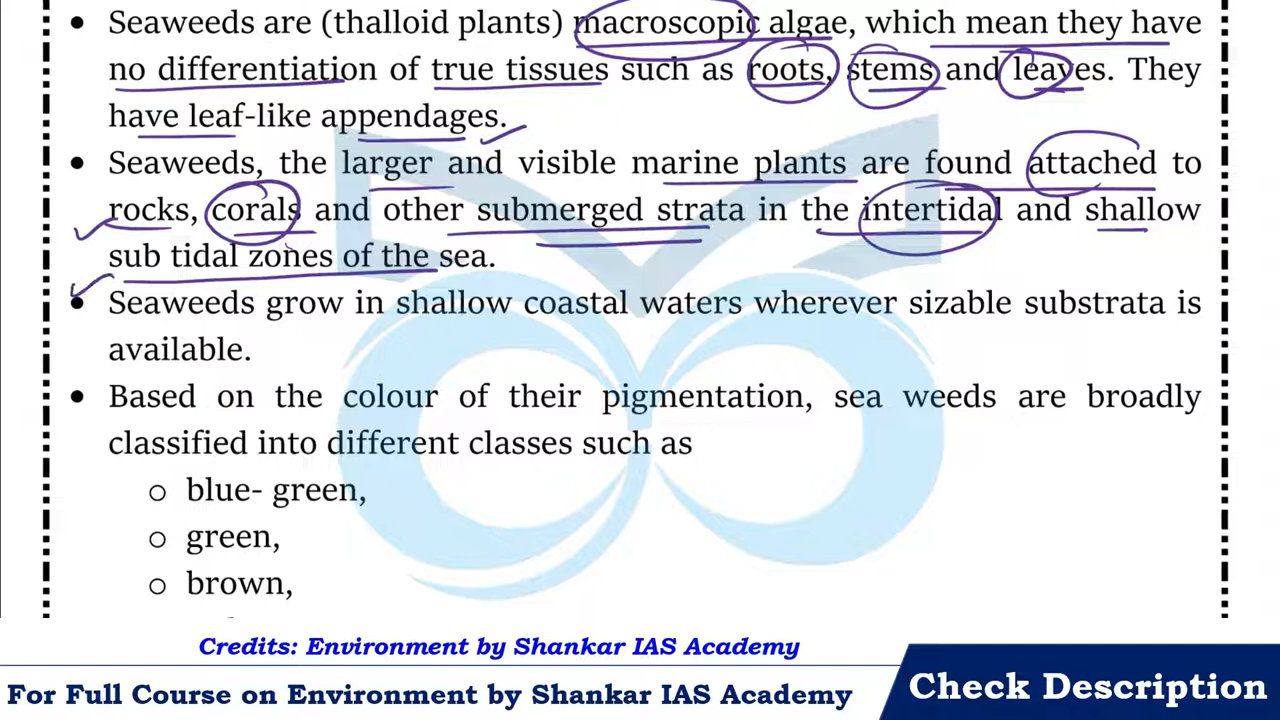 • Seaweeds are (thalloid plants) macroscopic algae, which mean they have
no differentiation of true tissues such as roots, stems and leaves. They
have leaf-like appendages.
• Seaweeds, the larger and visible marine plants are found attached to
rocks, corals and other submerged strata in the intertidal and shallow
sub tidal zones of the sea.
• Seaweeds grow in shallow coastal waters wherever sizable substrata is
available.
• Based on the colour of their pigmentation, sea weeds are broadly
classified into different classes such as
o blue- green,
o green,
o brown,
Credits: Environment by Shankar IAS Academy
For Full Course on Environment by Shankar IAS Academy
Check Description